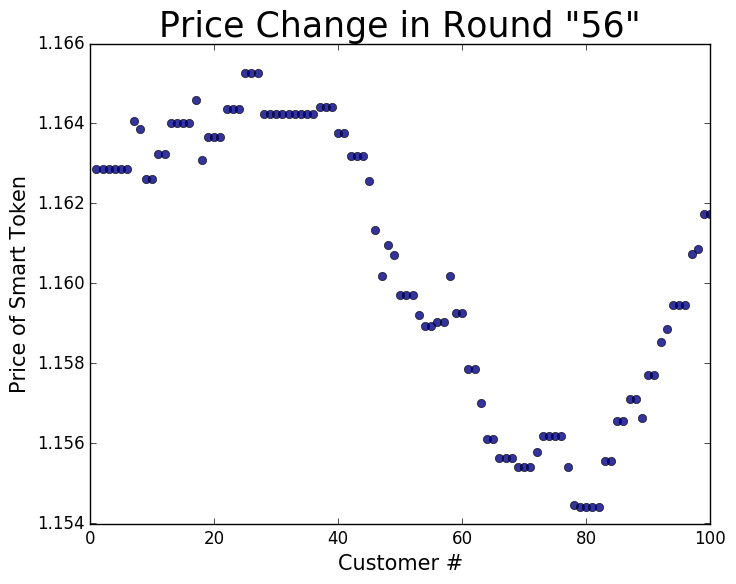 Price Change in Round "56"
1.166
1.164
1.162
1.160
1.158
1.156
1.154
Price of Smart Token
0 20 40 60 80 100
Customer #